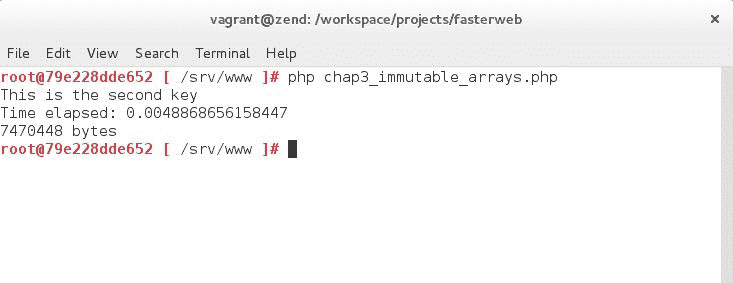 vagrant@zend: /workspace/projects/fasterweb
×
File Edit View Search Terminal Help
root@79e228dde652 [ /srv/www ]# php chap3_immutable_arrays.php
This is the second key
Time elapsed: 0.0048868656158447
7470448 bytes
root@79e228dde652 [ /srv/www ]#